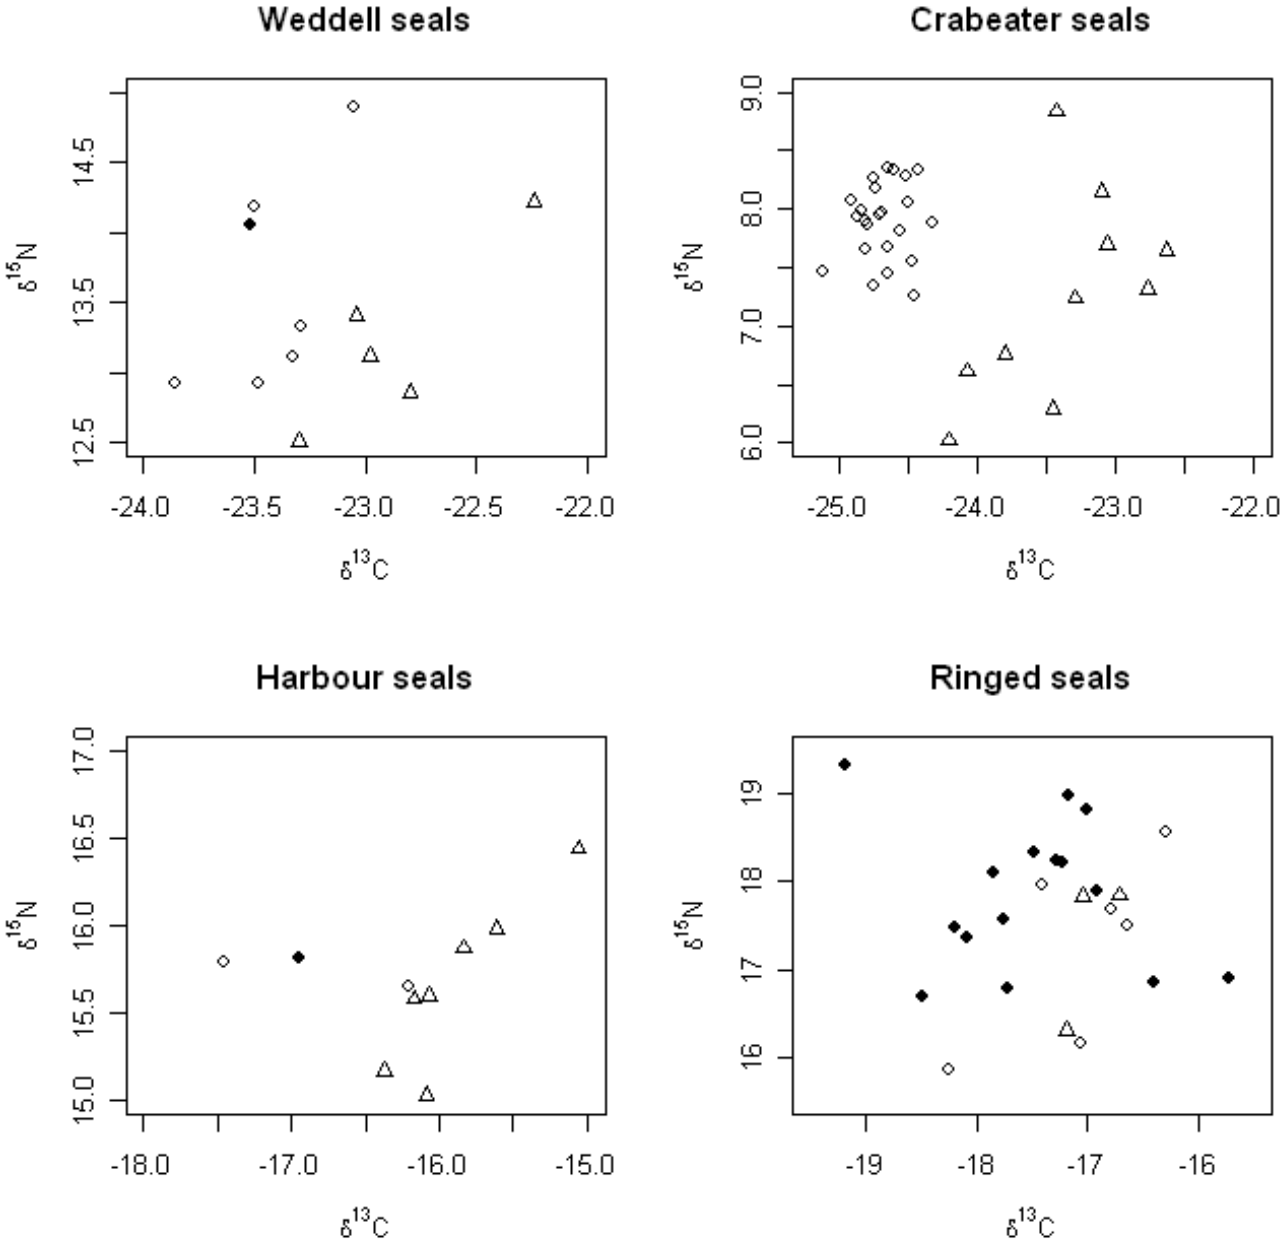 Weddell seals
δ¹⁵N
14.5
13.5
12.5
-24.0 -23.5 -23.0 -22.5 -22.0
δ¹³C
Crabeater seals
δ¹⁵N
9.0
8.0
7.0
6.0
-25.0 -24.0 -23.0 -22.0
δ¹³C
Harbour seals
δ¹⁵N
17.0
16.5
16.0
15.5
15.0
-18.0 -17.0 -16.0 -15.0
δ¹³C
Ringed seals
δ¹⁵N
19
18
17
16
-19 -18 -17 -16
δ¹³C